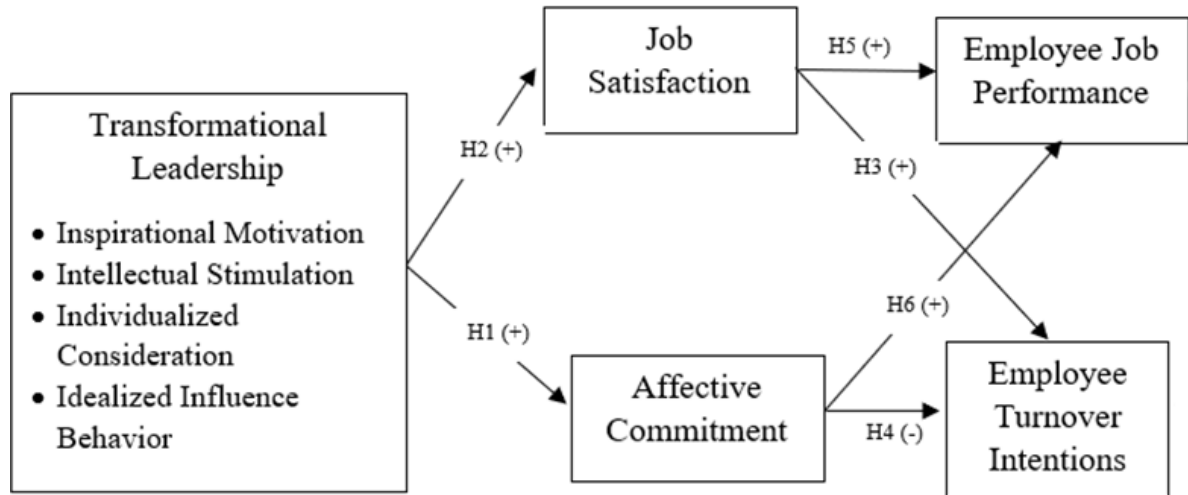 Transformational
Leadership
• Inspirational Motivation
• Intellectual Stimulation
• Individualized
Consideration
• Idealized Influence
Behavior
H2 (+)
H1 (+)
Job
Satisfaction
Affective
Commitment
H5 (+)
H3 (+)
H6 (+)
H4 (-)
Employee Job
Performance
Employee
Turnover
Intentions